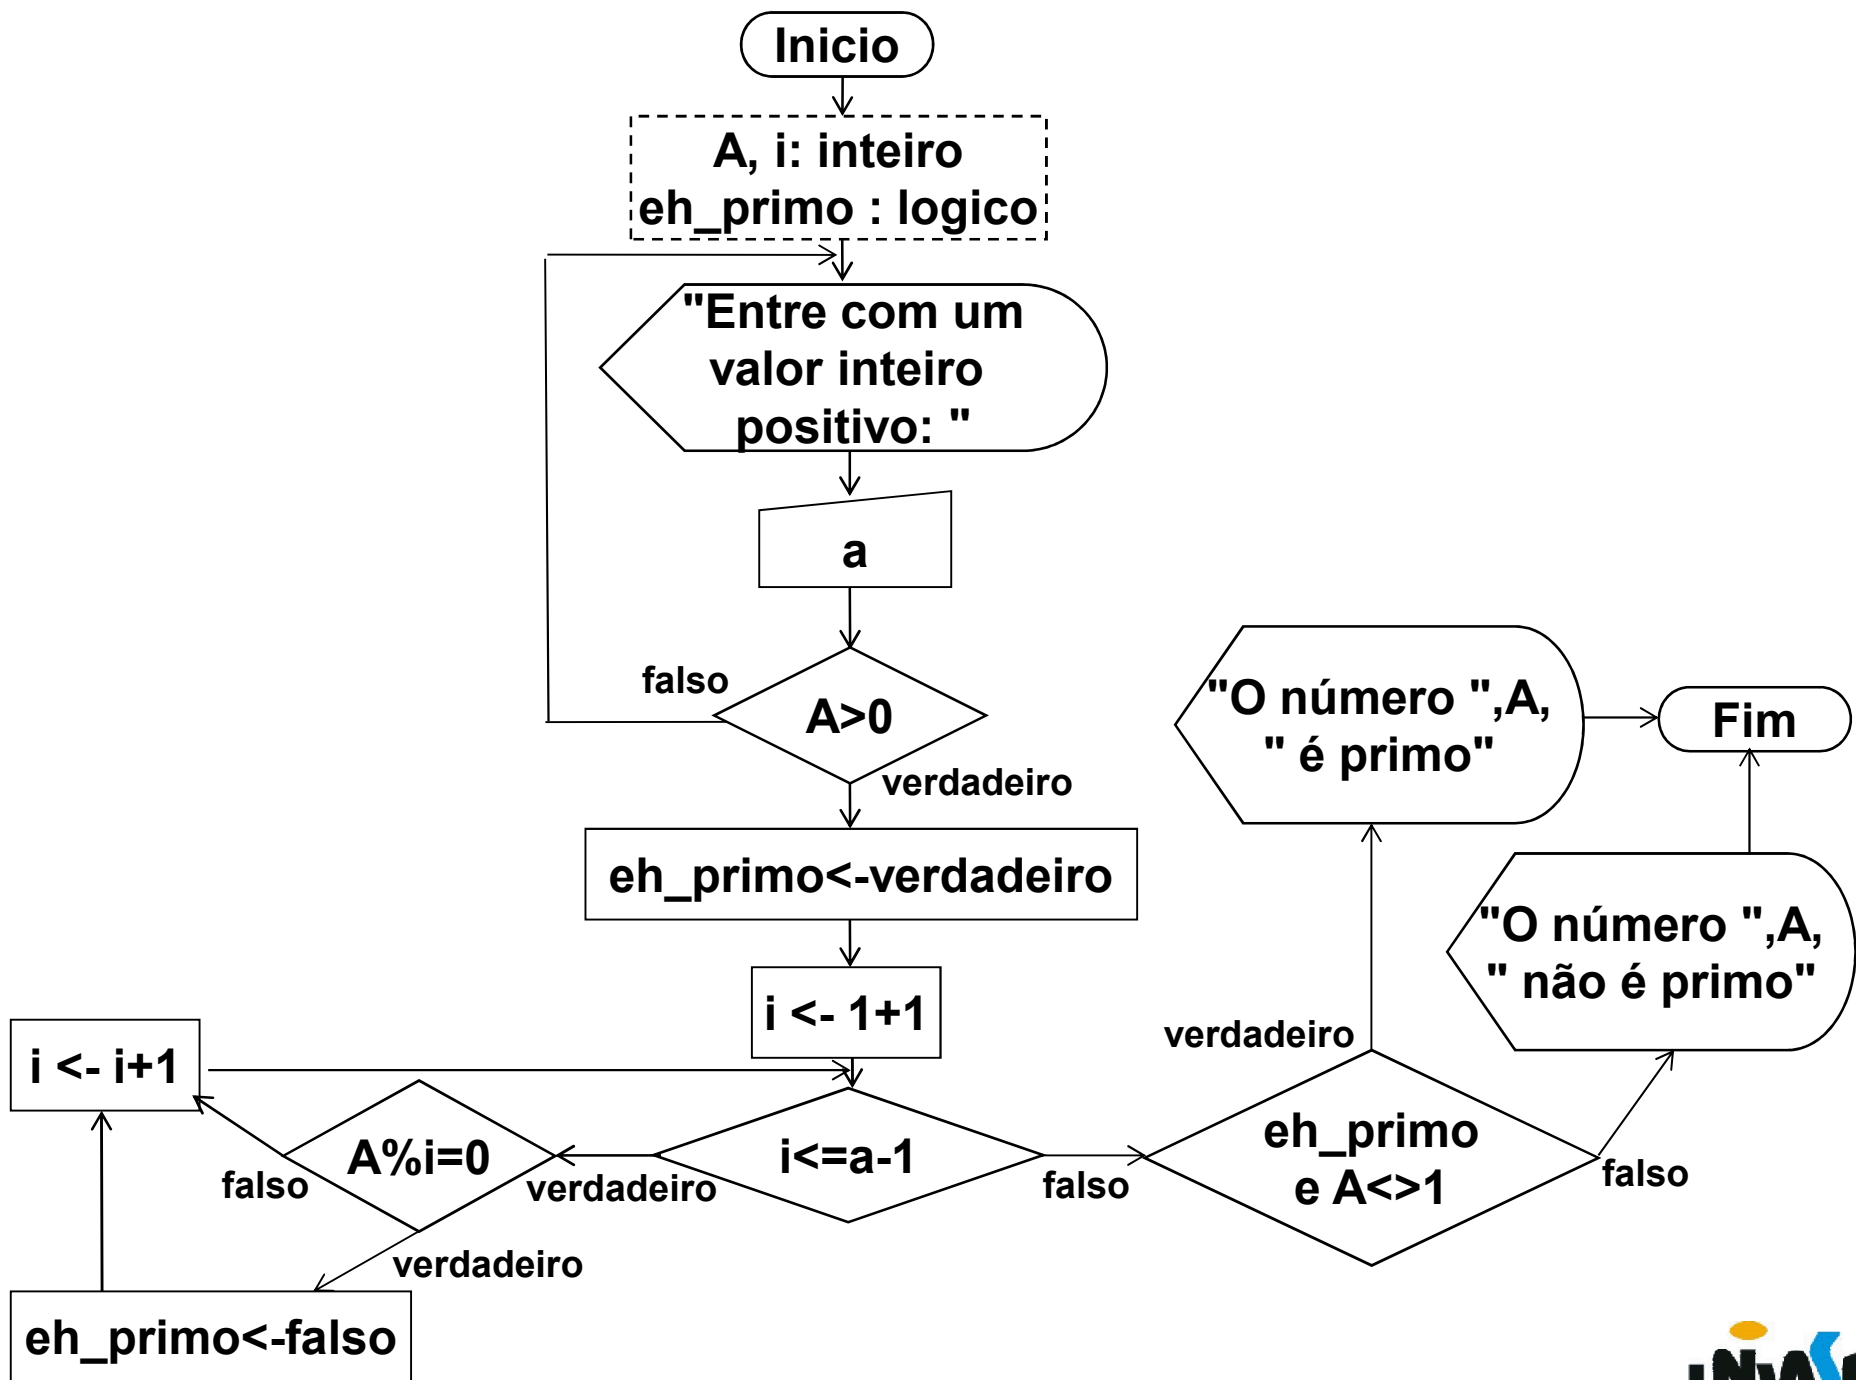 Inicio
A, i: inteiro
eh_primo : logico
"Entre com um
valor inteiro
positivo: "
a
falso
A>0
verdadeiro
eh_primo<-verdadeiro
i <- 1+1
i <- i+1
A%i=0
falso
verdadeiro
i<=a-1
falso
verdadeiro
eh_primo<-falso
eh_primo
e A<>1
verdadeiro
falso
"O número ",A,
" é primo"
"O número ",A,
" não é primo"
Fim